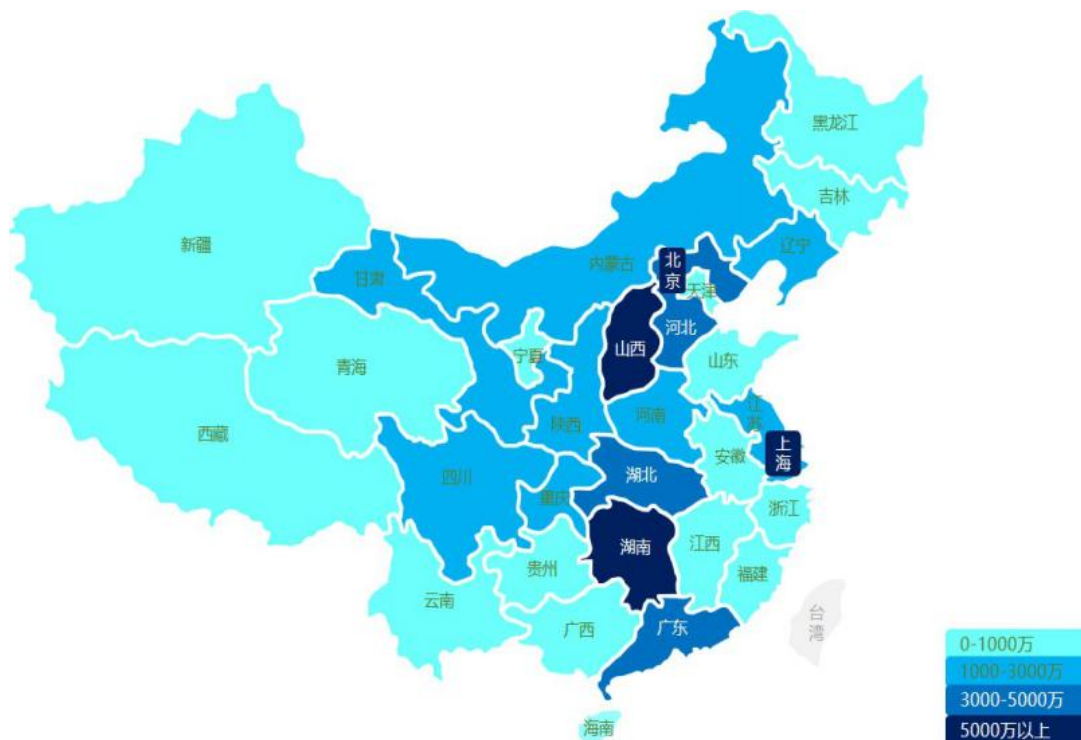 黑龙江
吉林
新疆
辽宁
北京
内蒙古
甘肃
天津
河北
山西
宁夏
山东
青海
江苏
河南
陕西
西藏
上海
安徽
湖北
四川
重庆
浙江
江西
湖南
贵州
福建
云南
台湾
广西
广东
海南
0-1000万
1000-3000万
3000-5000万
5000万以上